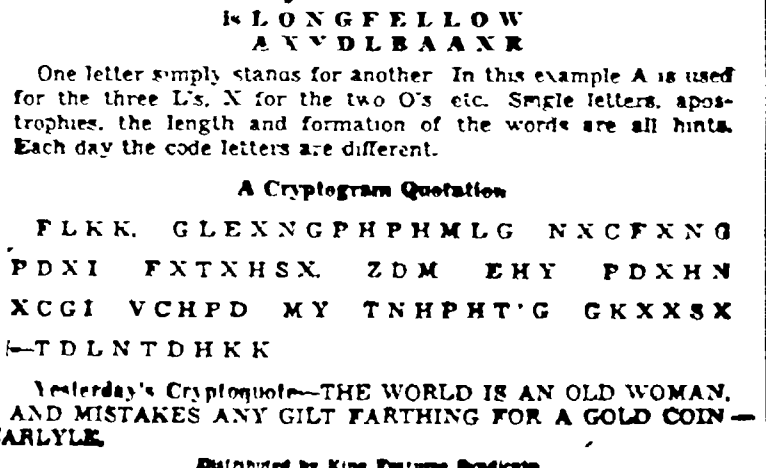 is L O N G F E L L O W
A X Y D L B A A X R
One letter simply stands for another In this example A is used
for the three L's, X for the two O's etc. Single letters, apos-
trophies, the length and formation of the words are all hints.
Each day the code letters are different.
A Cryptogram Quotation
F L K K , G L E X N G P H P H M L G N X C F X N G
P D X I F X T X H S X , Z D M E H Y P D X H N
X C G I V C H P D M Y T N H P H T ' G G K X X S X
—T D L N T D H K K
Yesterday's Cryptoquote—THE WORLD IS AN OLD WOMAN,
AND MISTAKES ANY GILT FARTHING FOR A GOLD COIN—
CARLYLE.
Distributed by King Features Syndicate